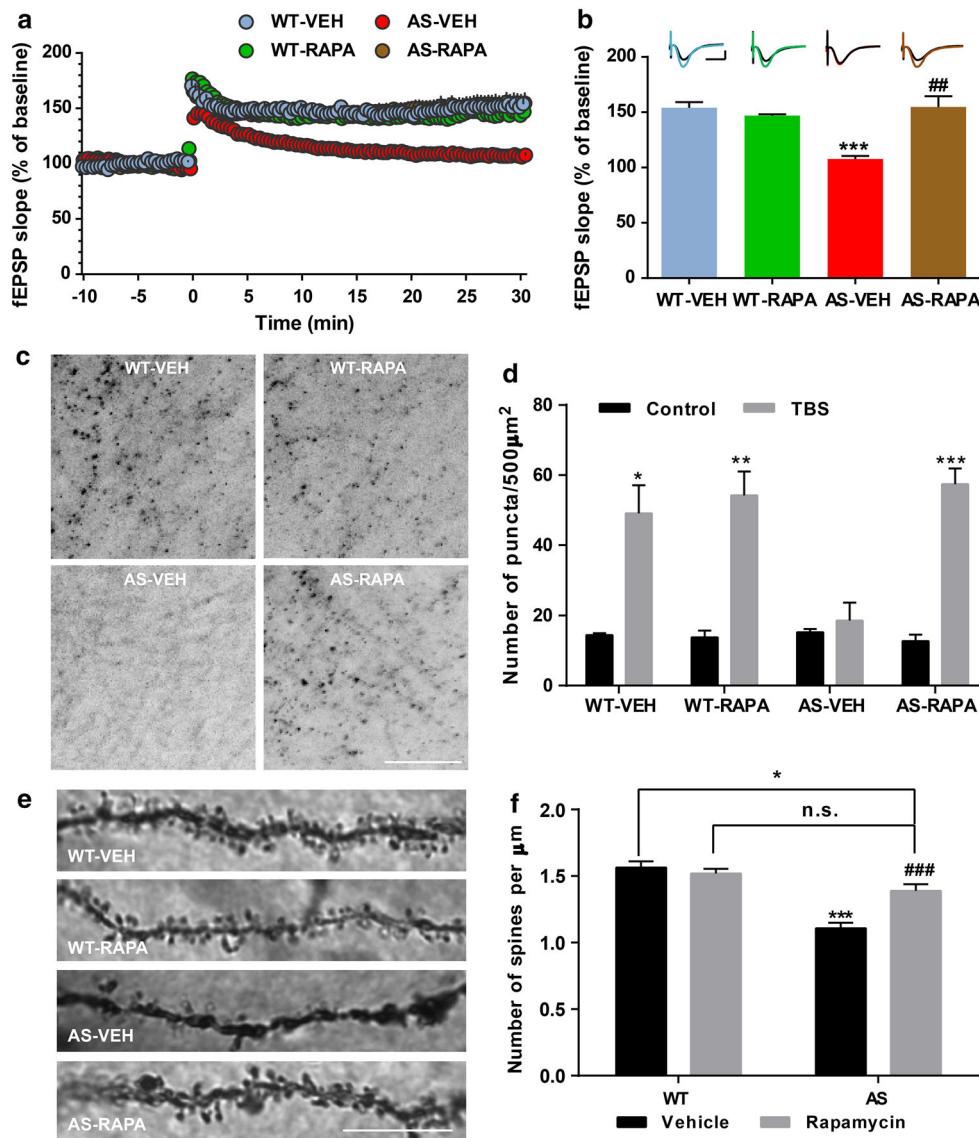 a
WT-VEH AS-VEH
WT-RAPA AS-RAPA
fEPSP slope (% of baseline)
200
150
100
50
0
-10 -5 0 5 10 15 20 25 30
Time (min)
b
fEPSP slope (% of baseline)
200
150
100
50
0
***
##
WT-VEH WT-RAPA AS-VEH AS-RAPA
c
WT-VEH
WT-RAPA
AS-VEH
AS-RAPA
d
Control TBS
Number of puncta/500µm²
80
60
40
20
0
*
**
***
WT-VEH WT-RAPA AS-VEH AS-RAPA
e
WT-VEH
WT-RAPA
AS-VEH
AS-RAPA
f
*
n.s.
Number of spines per µm
2.0
1.5
1.0
0.5
0.0
***
###
WT AS
Vehicle Rapamycin